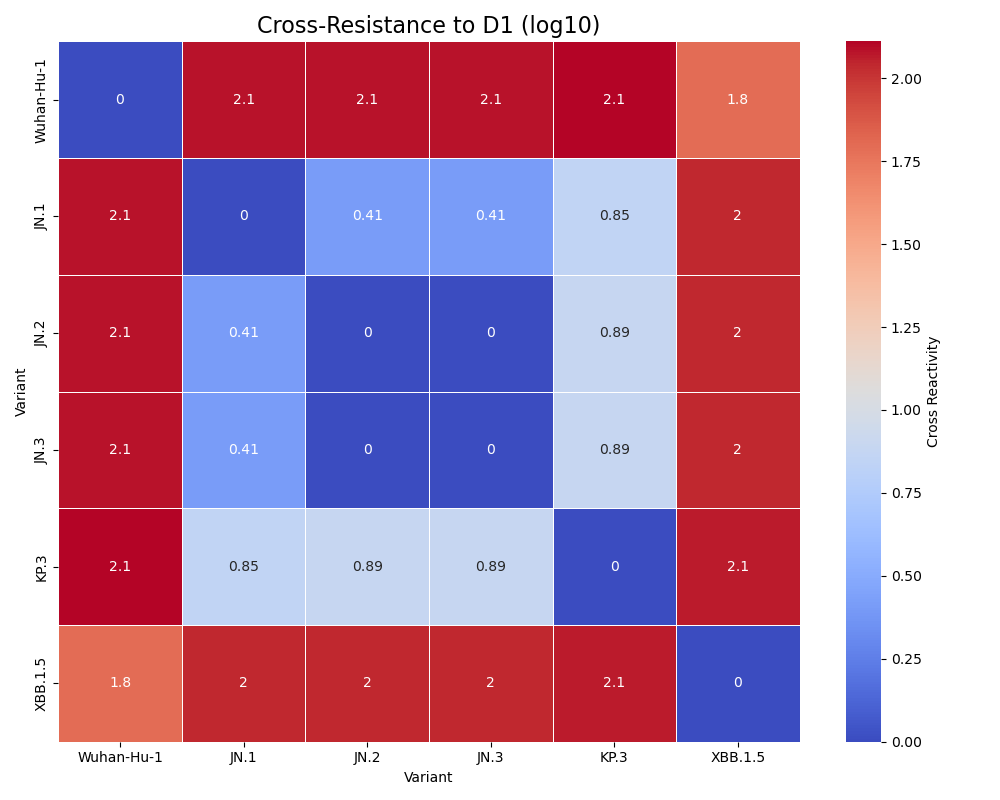 Cross-Resistance to D1 (log10)
Wuhan-Hu-1
0 2.1 2.1 2.1 2.1 1.8
JN.1
2.1 0 0.41 0.41 0.85 2
JN.2
2.1 0.41 0 0 0.89 2
JN.3
2.1 0.41 0 0 0.89 2
KP.3
2.1 0.85 0.89 0.89 0 2.1
XBB.1.5
1.8 2 2 2 2.1 0
Variant
Wuhan-Hu-1 JN.1 JN.2 JN.3 KP.3 XBB.1.5
Variant
2.00
1.75
1.50
1.25
1.00
0.75
0.50
0.25
0.00
Cross Reactivity